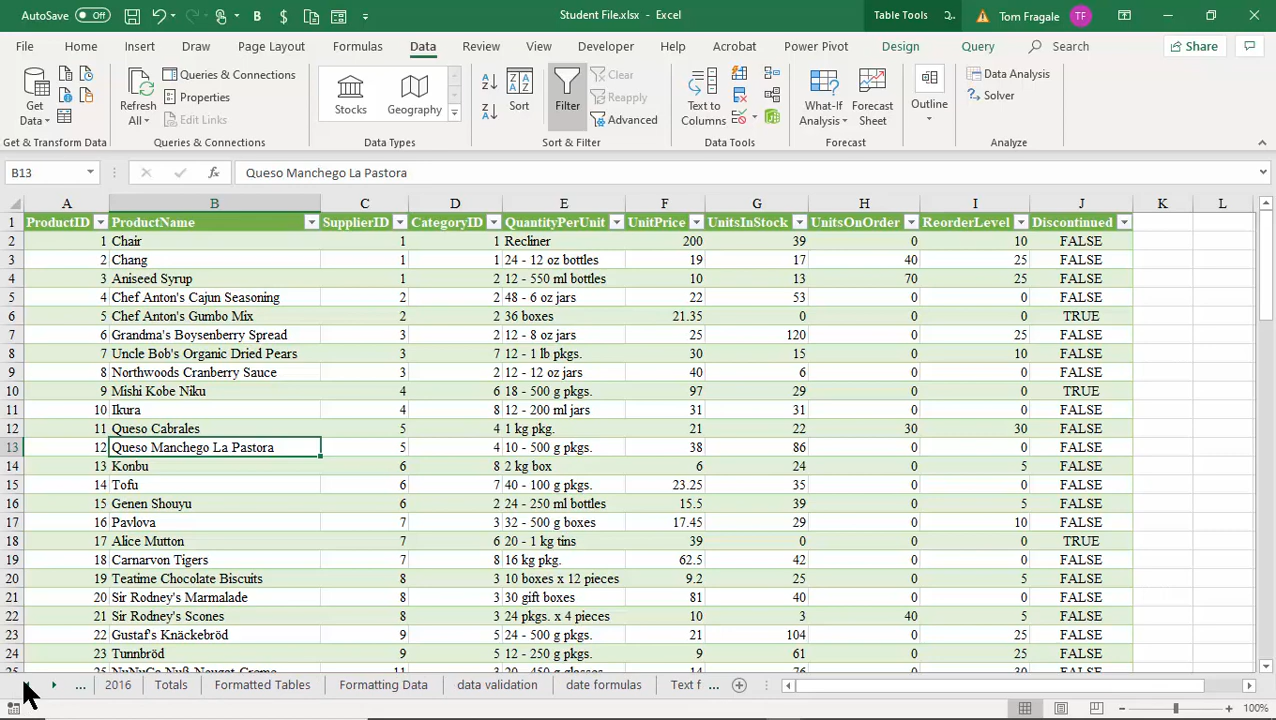 AutoSave Off Student File.xlsx - Excel Table Tools Tom Fragale TF
File Home Insert Draw Page Layout Formulas Data Review View Developer Help Acrobat Power Pivot Design Query Search Share
Get Data
Refresh All
Queries & Connections
Properties
Edit Links
Stocks
Geography
Sort
Filter
Clear
Reapply
Advanced
Text to Columns
What-If Analysis
Forecast Sheet
Outline
Data Analysis
Solver
Get & Transform Data Queries & Connections Data Types Sort & Filter Data Tools Forecast Analyze
B13 fx Queso Manchego La Pastora
A B C D E F G H I J K L
1 ProductID ProductName SupplierID CategoryID QuantityPerUnit UnitPrice UnitsInStock UnitsOnOrder ReorderLevel Discontinued
2 1 Chair 1 1 Recliner 200 39 0 10 FALSE
3 2 Chang 1 1 24 - 12 oz bottles 19 17 40 25 FALSE
4 3 Aniseed Syrup 1 2 12 - 550 ml bottles 10 13 70 25 FALSE
5 4 Chef Anton's Cajun Seasoning 2 2 48 - 6 oz jars 22 53 0 0 FALSE
6 5 Chef Anton's Gumbo Mix 2 2 36 boxes 21.35 0 0 0 TRUE
7 6 Grandma's Boysenberry Spread 3 2 12 - 8 oz jars 25 120 0 25 FALSE
8 7 Uncle Bob's Organic Dried Pears 3 7 12 - 1 lb pkgs. 30 15 0 10 FALSE
9 8 Northwoods Cranberry Sauce 3 2 12 - 12 oz jars 40 6 0 0 FALSE
10 9 Mishi Kobe Niku 4 6 18 - 500 g pkgs. 97 29 0 0 TRUE
11 10 Ikura 4 8 12 - 200 ml jars 31 31 0 0 FALSE
12 11 Queso Cabrales 5 4 1 kg pkg. 21 22 30 30 FALSE
13 12 Queso Manchego La Pastora 5 4 10 - 500 g pkgs. 38 86 0 0 FALSE
14 13 Konbu 6 8 2 kg box 6 24 0 5 FALSE
15 14 Tofu 6 7 40 - 100 g pkgs. 23.25 35 0 0 FALSE
16 15 Genen Shouyu 6 2 24 - 250 ml bottles 15.5 39 0 5 FALSE
17 16 Pavlova 7 3 32 - 500 g boxes 17.45 29 0 10 FALSE
18 17 Alice Mutton 7 6 20 - 1 kg tins 39 0 0 0 TRUE
19 18 Carnarvon Tigers 7 8 16 kg pkg. 62.5 42 0 0 FALSE
20 19 Teatime Chocolate Biscuits 8 3 10 boxes x 12 pieces 9.2 25 0 5 FALSE
21 20 Sir Rodney's Marmalade 8 3 30 gift boxes 81 40 0 0 FALSE
22 21 Sir Rodney's Scones 8 3 24 pkgs. x 4 pieces 10 3 40 5 FALSE
23 22 Gustaf's Knäckebröd 9 5 24 - 500 g pkgs. 21 104 0 25 FALSE
24 23 Tunnbröd 9 5 12 - 250 g pkgs. 9 61 0 25 FALSE
... 2016 Totals Formatted Tables Formatting Data data validation date formulas Text f ...
100%